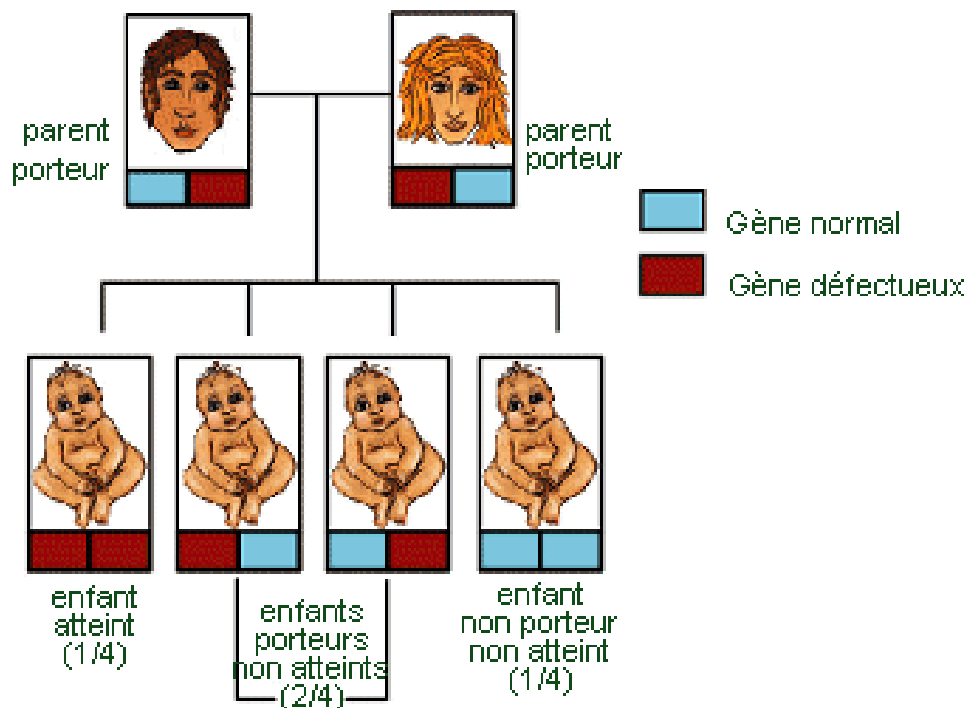 parent
porteur
parent
porteur
Gène normal
Gène défectueux
enfant
atteint
(1/4)
enfants
porteurs
non atteints
(2/4)
enfant
non porteur
non atteint
(1/4)